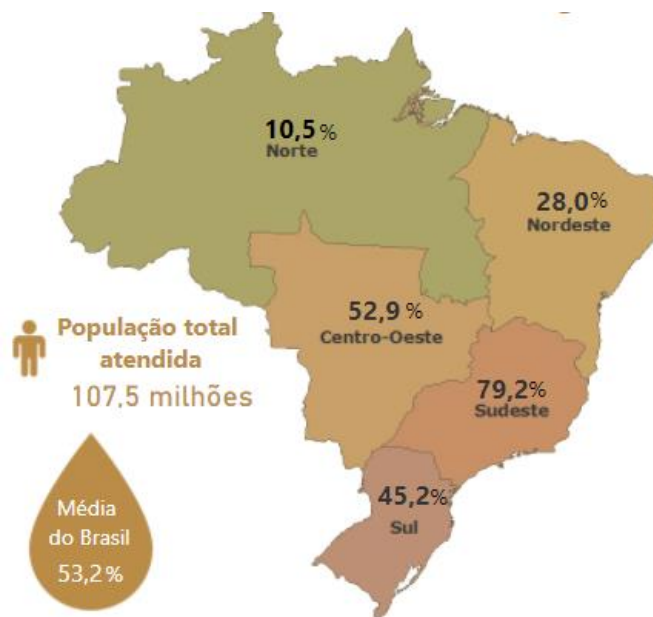 10,5%
Norte
28,0%
Nordeste
52,9%
Centro-Oeste
População total
atendida
107,5 milhões
79,2%
Sudeste
Média
do Brasil
53,2%
45,2%
Sul